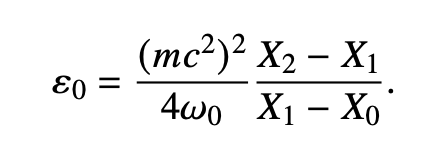 ε₀ = (mc²)² / 4ω₀ · X₂ − X₁ / X₁ − X₀ .